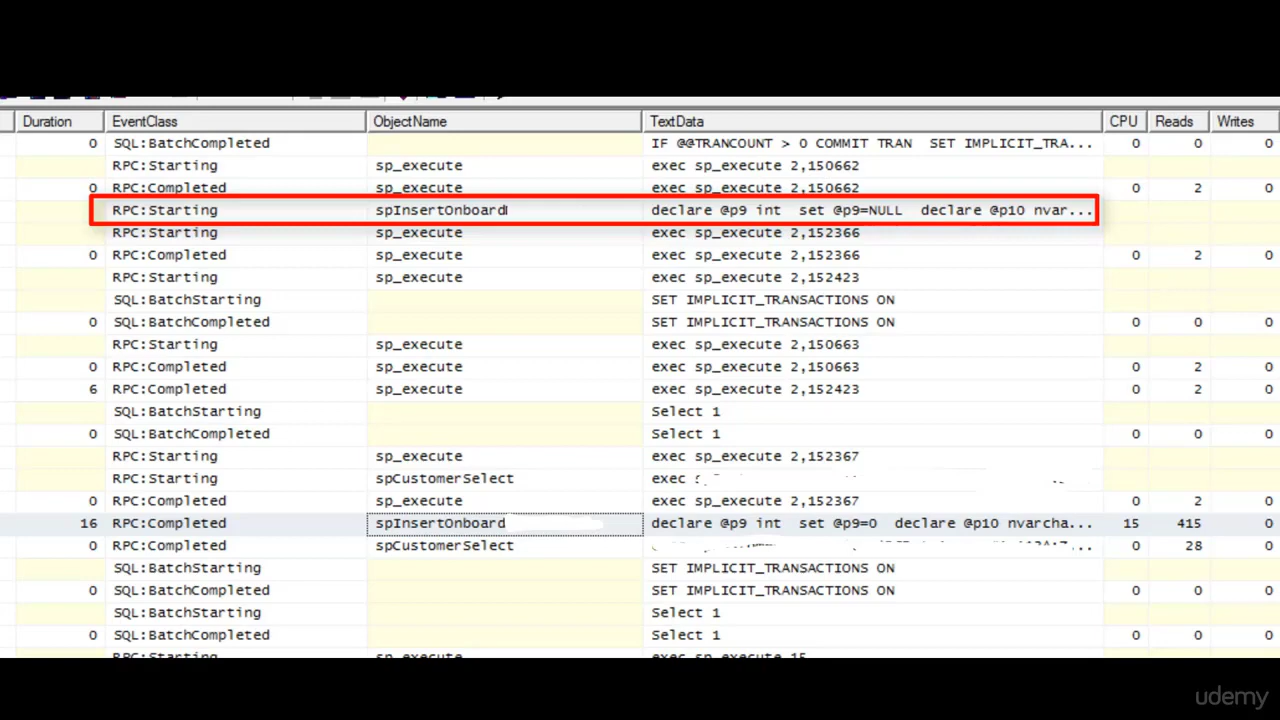 Duration EventClass ObjectName TextData CPU Reads Writes
0 SQL:BatchCompleted IF @@TRANCOUNT > 0 COMMIT TRAN SET IMPLICIT_TRA... 0 0 0
RPC:Starting sp_execute exec sp_execute 2,150662
0 RPC:Completed sp_execute exec sp_execute 2,150662 0 2 0
RPC:Starting spInsertOnboard declare @p9 int set @p9=NULL declare @p10 nvar...
RPC:Starting sp_execute exec sp_execute 2,152366
0 RPC:Completed sp_execute exec sp_execute 2,152366 0 2 0
RPC:Starting sp_execute exec sp_execute 2,152423
SQL:BatchStarting SET IMPLICIT_TRANSACTIONS ON
0 SQL:BatchCompleted SET IMPLICIT_TRANSACTIONS ON 0 0 0
RPC:Starting sp_execute exec sp_execute 2,150663
0 RPC:Completed sp_execute exec sp_execute 2,150663 0 2 0
6 RPC:Completed sp_execute exec sp_execute 2,152423 0 2 0
SQL:BatchStarting Select 1
0 SQL:BatchCompleted Select 1 0 0 0
RPC:Starting sp_execute exec sp_execute 2,152367
RPC:Starting spCustomerSelect exec
0 RPC:Completed sp_execute exec sp_execute 2,152367 0 2 0
16 RPC:Completed spInsertOnboard declare @p9 int set @p9=0 declare @p10 nvarcha... 15 415 0
0 RPC:Completed spCustomerSelect 0 28 0
SQL:BatchStarting SET IMPLICIT_TRANSACTIONS ON
0 SQL:BatchCompleted SET IMPLICIT_TRANSACTIONS ON 0 0 0
SQL:BatchStarting Select 1
0 SQL:BatchCompleted Select 1 0 0 0
RPC:Starting sp_execute exec sp_execute 15
udemy